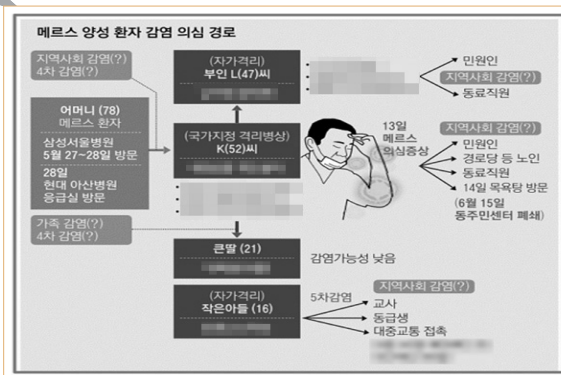 메르스 양성 환자 감염 의심 경로
지역사회 감염(?)
4차 감염(?)
어머니 (78)
메르스 환자
삼성서울병원
5월 27~28일 방문
28일
현대 아산병원
응급실 방문
가족 감염(?)
4차 감염(?)
(자가격리)
부인 L(47)씨
(국가지정 격리병상)
K(52)씨
큰딸 (21)
(자가격리)
작은아들 (16)
민원인
지역사회 감염(?)
동료직원
13일
메르스
의심증상
지역사회 감염(?)
민원인
경로당 등 노인
동료직원
14일 목욕탕 방문
(6월 15일
동주민센터 폐쇄)
감염가능성 낮음
5차감염
지역사회 감염(?)
교사
동급생
대중교통 접촉